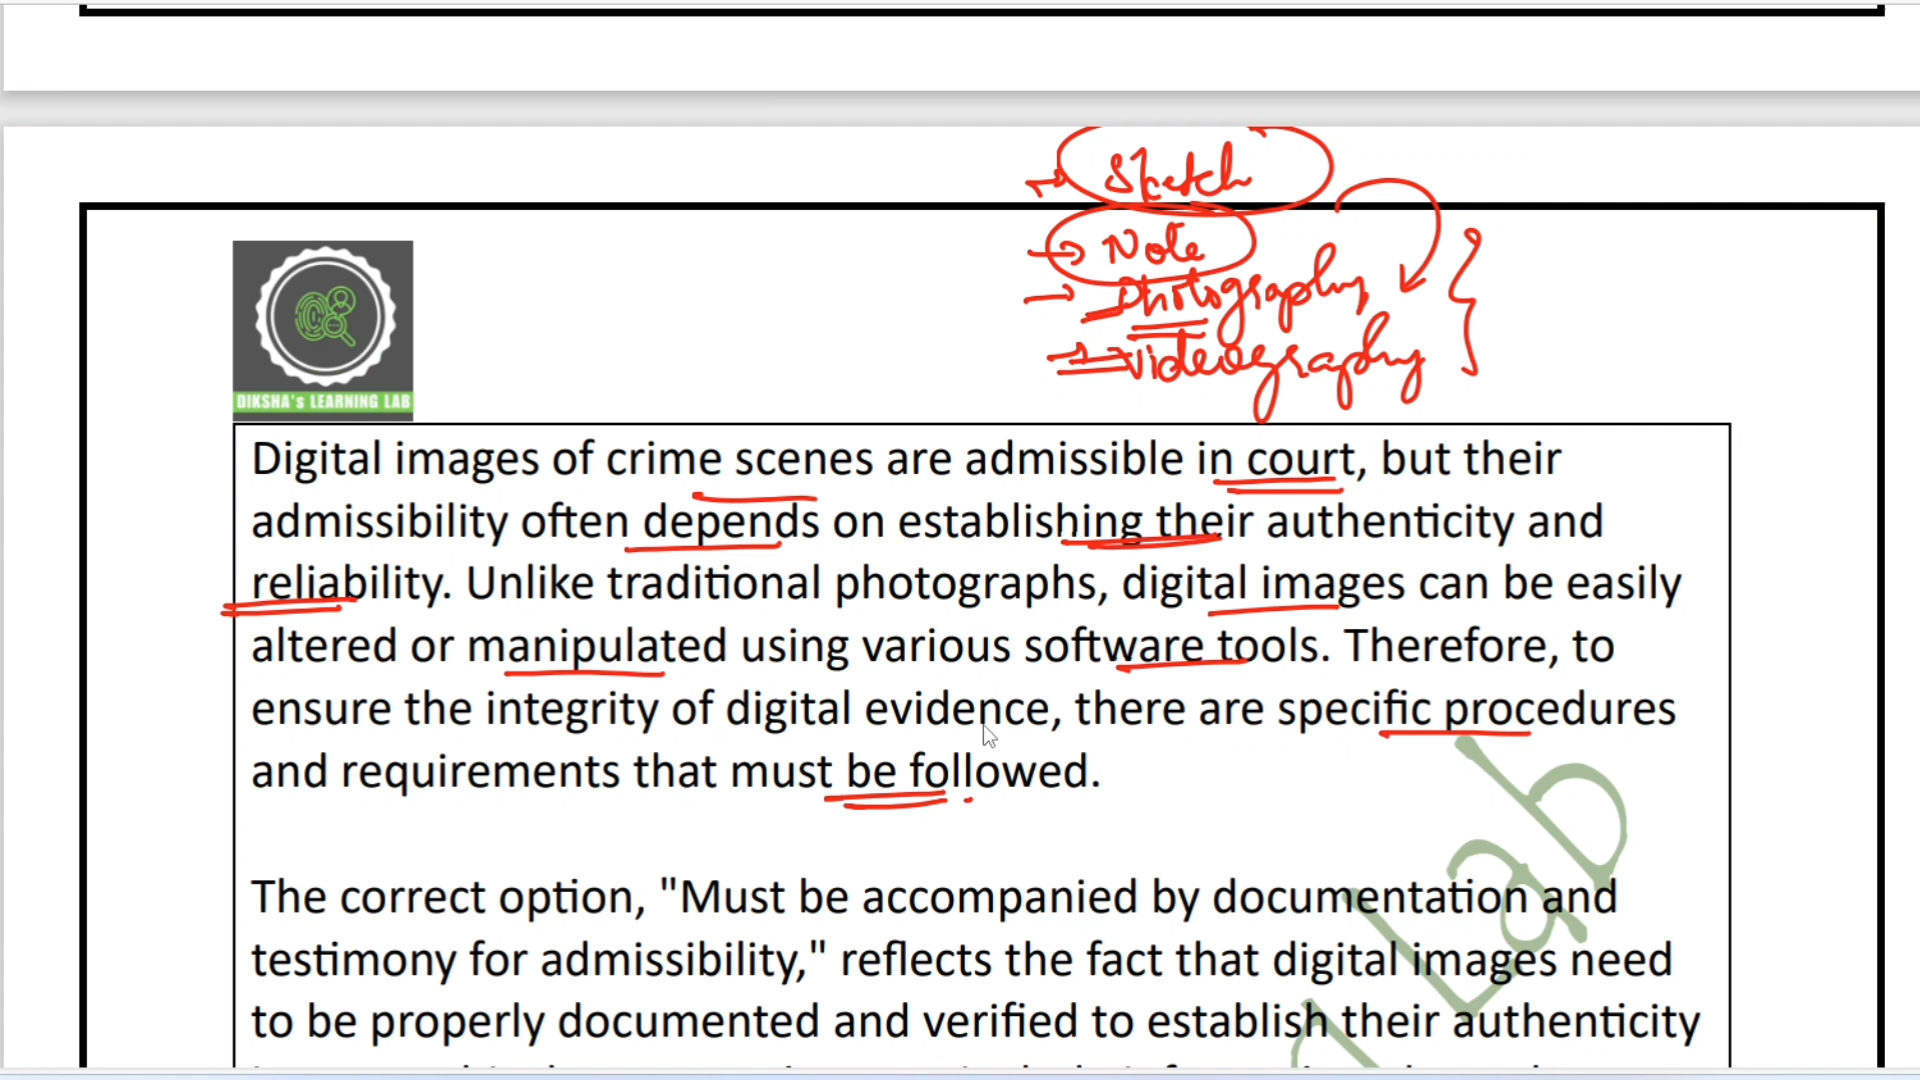 Sketch
Note
Photography
Videography
DIKSHA's LEARNING LAB
Digital images of crime scenes are admissible in court, but their
admissibility often depends on establishing their authenticity and
reliability. Unlike traditional photographs, digital images can be easily
altered or manipulated using various software tools. Therefore, to
ensure the integrity of digital evidence, there are specific procedures
and requirements that must be followed.
The correct option, "Must be accompanied by documentation and
testimony for admissibility," reflects the fact that digital images need
to be properly documented and verified to establish their authenticity
Lab